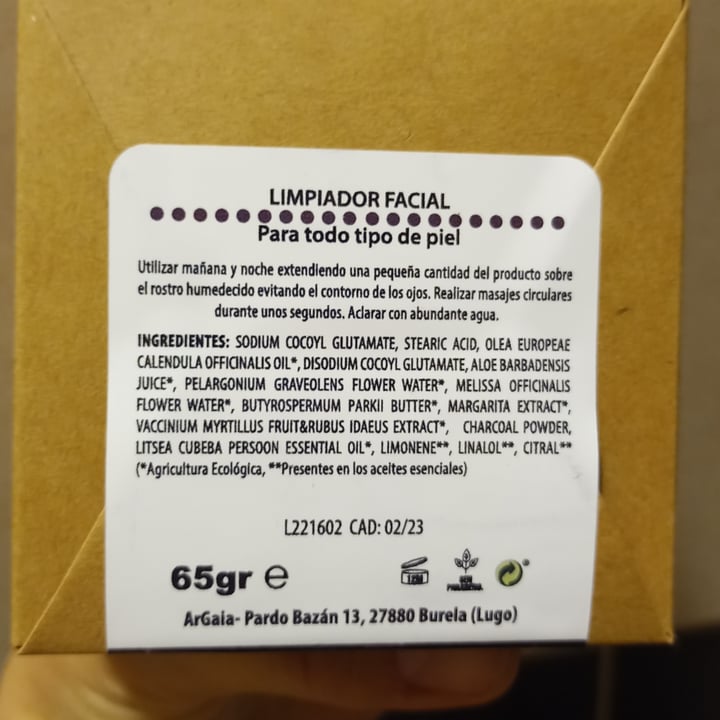 LIMPIADOR FACIAL
Para todo tipo de piel
Utilizar mañana y noche extendiendo una pequeña cantidad del producto sobre
el rostro humedecido evitando el contorno de los ojos. Realizar masajes circulares
durante unos segundos. Aclarar con abundante agua.
INGREDIENTES: SODIUM COCOYL GLUTAMATE, STEARIC ACID, OLEA EUROPEAE
CALENDULA OFFICINALIS OIL*, DISODIUM COCOYL GLUTAMATE, ALOE BARBADENSIS
JUICE*, PELARGONIUM GRAVEOLENS FLOWER WATER*, MELISSA OFFICINALIS
FLOWER WATER*, BUTYROSPERMUM PARKII BUTTER*, MARGARITA EXTRACT*,
VACCINIUM MYRTILLUS FRUIT&RUBUS IDAEUS EXTRACT*, CHARCOAL POWDER,
LITSEA CUBEBA PERSOON ESSENTIAL OIL*, LIMONENE**, LINALOL**, CITRAL**
(*Agricultura Ecológica, **Presentes en los aceites esenciales)
L221602 CAD: 02/23
65gr e
ArGaia- Pardo Bazán 13, 27880 Burela (Lugo)